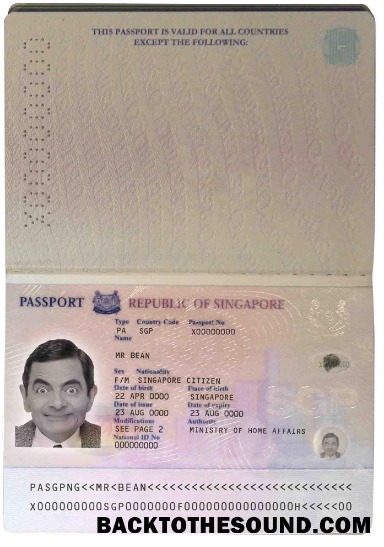 THIS PASSPORT IS VALID FOR ALL COUNTRIES
EXCEPT THE FOLLOWING:
PASSPORT REPUBLIC OF SINGAPORE
Type Country Code Passport No
PA SGP X00000000
Name
MR BEAN
Sex Nationality
F/M SINGAPORE CITIZEN
Date of birth Place of birth
22 APR 0000 SINGAPORE
Date of issue Date of expiry
23 AUG 0000 23 AUG 0000
Modifications Authority
SEE PAGE 2 MINISTRY OF HOME AFFAIRS
National ID No
000000000
PASGPNG<<MR<BEAN<<<<<<<<<<<<<<<<<<<<<<<<<<<<
X000000000SGP0000000F000000000000000H<<<<<00
BACKTOTHESOUND.COM